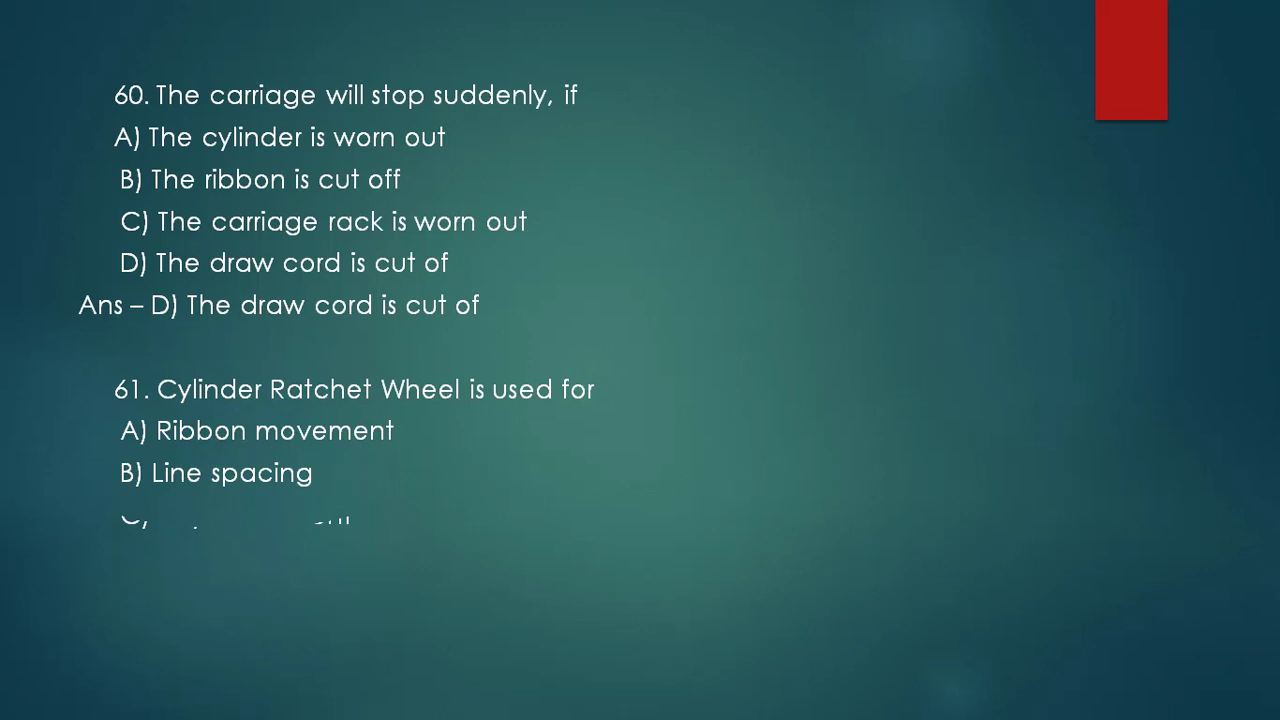 60. The carriage will stop suddenly, if
A) The cylinder is worn out
B) The ribbon is cut off
C) The carriage rack is worn out
D) The draw cord is cut of
Ans – D) The draw cord is cut of
61. Cylinder Ratchet Wheel is used for
A) Ribbon movement
B) Line spacing
C)